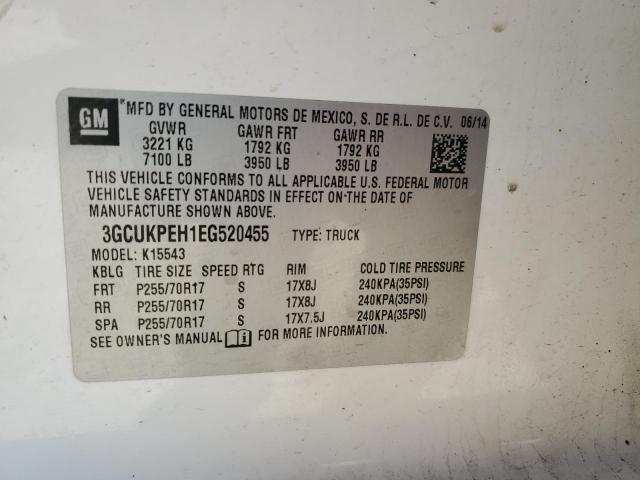 GM
*MFD BY GENERAL MOTORS DE MEXICO, S. DE R.L. DE C.V. 06/14
GVWR GAWR FRT GAWR RR
3221 KG 1792 KG 1792 KG
7100 LB 3950 LB 3950 LB
THIS VEHICLE CONFORMS TO ALL APPLICABLE U.S. FEDERAL MOTOR
VEHICLE SAFETY STANDARDS IN EFFECT ON THE DATE OF
MANUFACTURE SHOWN ABOVE.
3GCUKPEH1EG520455 TYPE: TRUCK
MODEL: K15543
KBLG TIRE SIZE SPEED RTG RIM COLD TIRE PRESSURE
FRT P255/70R17 S 17X8J 240KPA(35PSI)
RR P255/70R17 S 17X8J 240KPA(35PSI)
SPA P255/70R17 S 17X7.5J 240KPA(35PSI)
SEE OWNER'S MANUAL FOR MORE INFORMATION.